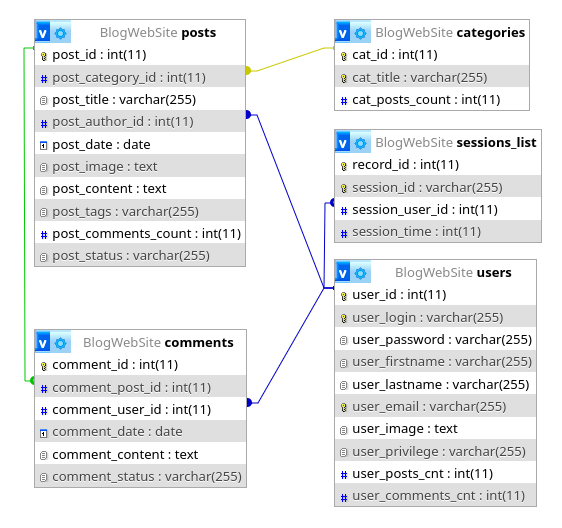 v BlogWebSite posts
post_id : int(11)
post_category_id : int(11)
post_title : varchar(255)
post_author_id : int(11)
post_date : date
post_image : text
post_content : text
post_tags : varchar(255)
post_comments_count : int(11)
post_status : varchar(255)
v BlogWebSite comments
comment_id : int(11)
comment_post_id : int(11)
comment_user_id : int(11)
comment_date : date
comment_content : text
comment_status : varchar(255)
v BlogWebSite categories
cat_id : int(11)
cat_title : varchar(255)
cat_posts_count : int(11)
v BlogWebSite sessions_list
record_id : int(11)
session_id : varchar(255)
session_user_id : int(11)
session_time : int(11)
v BlogWebSite users
user_id : int(11)
user_login : varchar(255)
user_password : varchar(255)
user_firstname : varchar(255)
user_lastname : varchar(255)
user_email : varchar(255)
user_image : text
user_privilege : varchar(255)
user_posts_cnt : int(11)
user_comments_cnt : int(11)